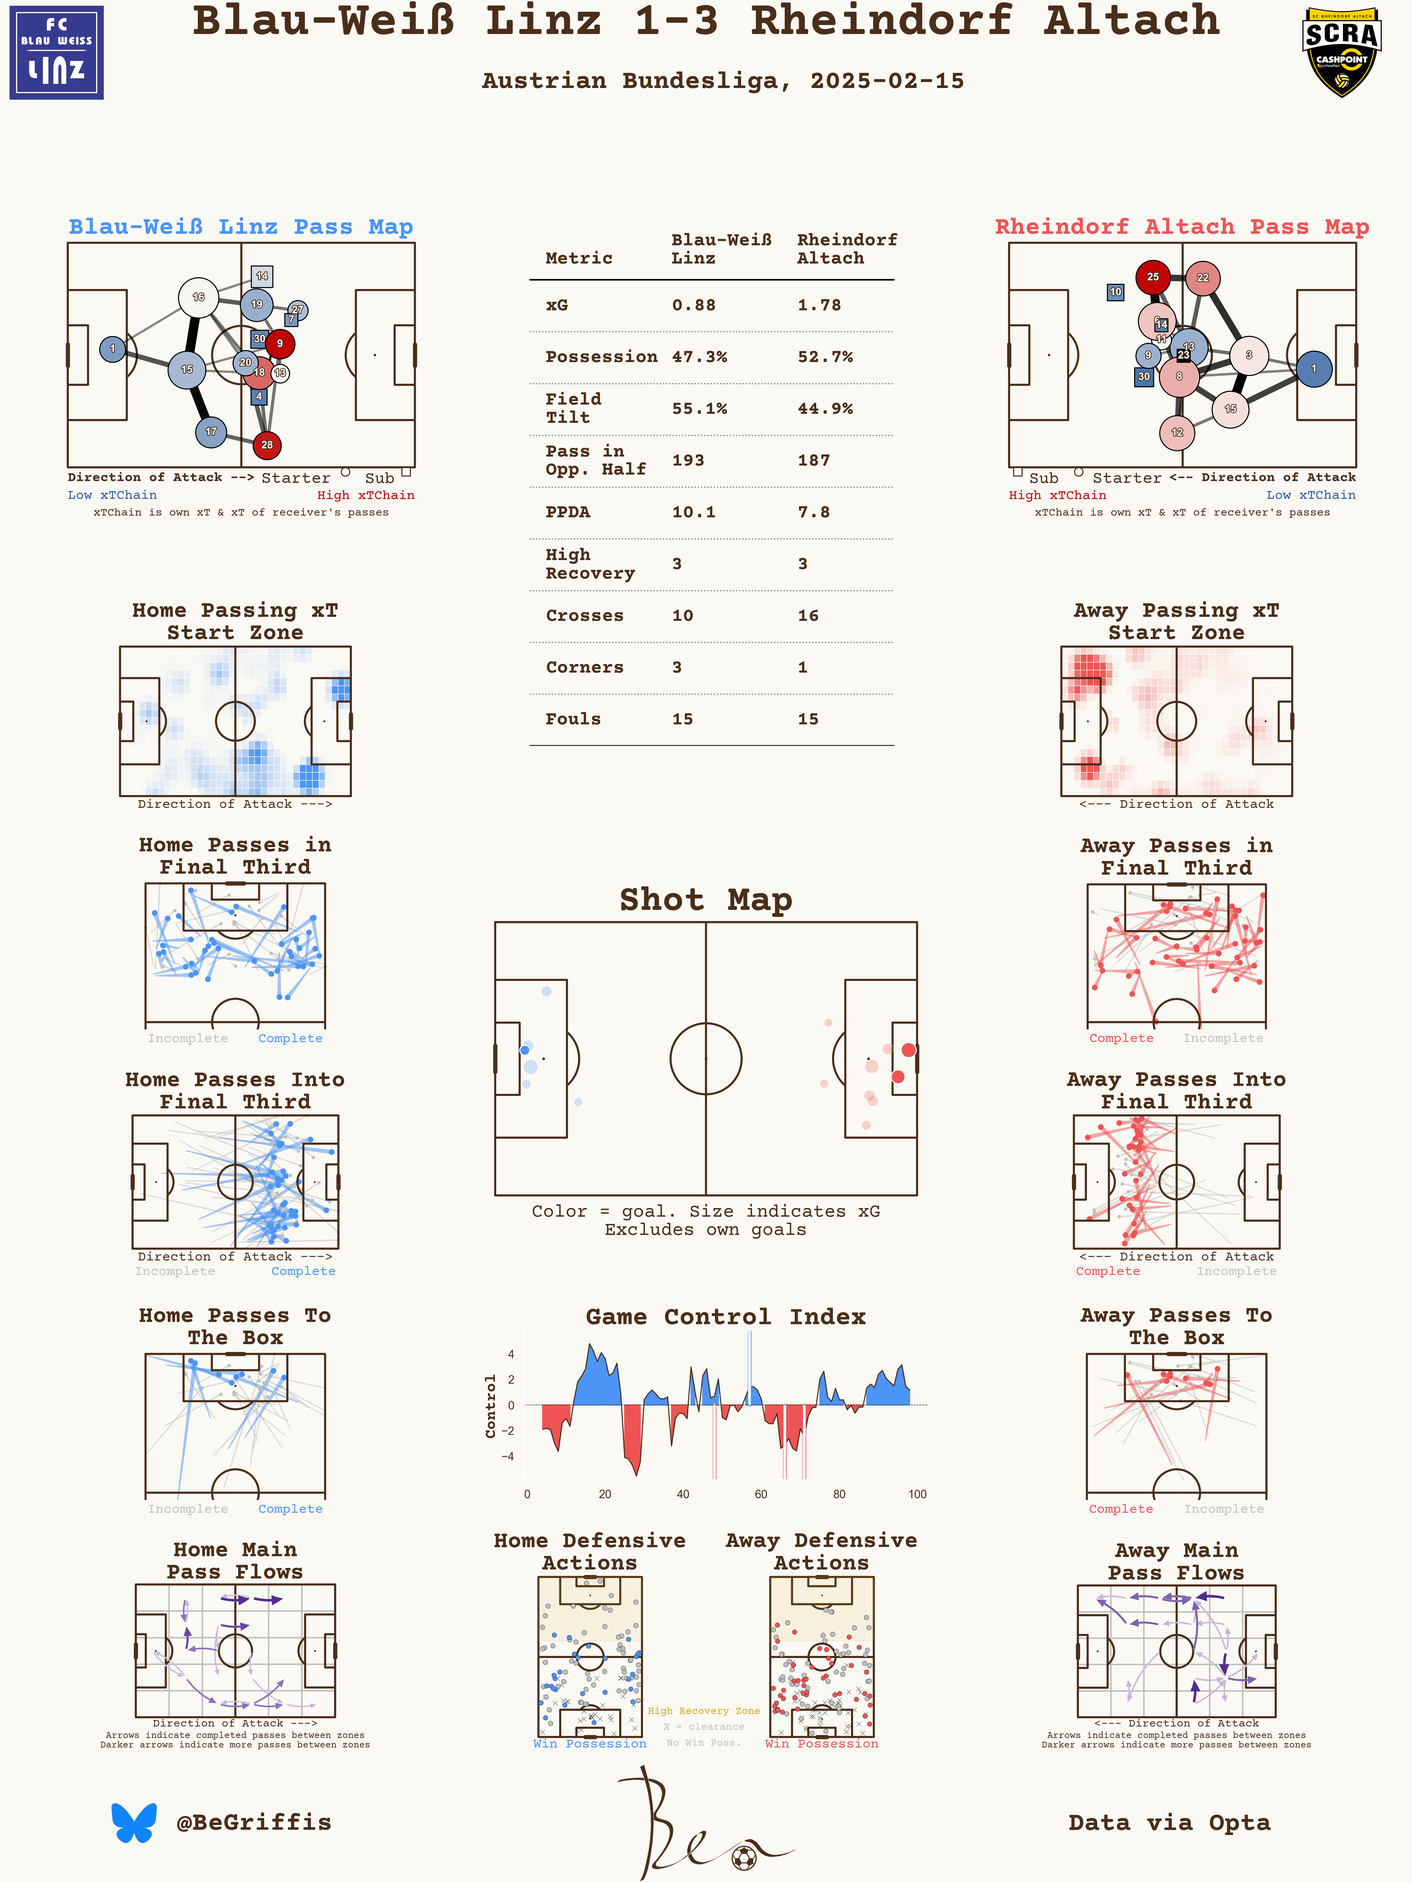 Blau-Weiß Linz 1-3 Rheindorf Altach
Austrian Bundesliga, 2025-02-15
FC
BLAU WEISS
LINZ
SC RHEINDORF ALTACH
SCRA
CASHPOINT
Blau-Weiß Linz Pass Map
14
16
19
27
7
30
9
1
15
20
18
13
4
17
28
Direction of Attack --> Starter Sub
Low xTChain High xTChain
xTChain is own xT & xT of receiver's passes
Metric Blau-Weiß Linz Rheindorf Altach
xG 0.88 1.78
Possession 47.3% 52.7%
Field Tilt 55.1% 44.9%
Pass in Opp. Half 193 187
PPDA 10.1 7.8
High Recovery 3 3
Crosses 10 16
Corners 3 1
Fouls 15 15
Rheindorf Altach Pass Map
25
22
10
14
11
13
9
23
3
30
8
1
15
12
Sub Starter <-- Direction of Attack
High xTChain Low xTChain
xTChain is own xT & xT of receiver's passes
Home Passing xT
Start Zone
Direction of Attack --->
Away Passing xT
Start Zone
<--- Direction of Attack
Home Passes in
Final Third
Incomplete Complete
Away Passes in
Final Third
Complete Incomplete
Shot Map
Color = goal. Size indicates xG
Excludes own goals
Home Passes Into
Final Third
Direction of Attack --->
Incomplete Complete
Away Passes Into
Final Third
<--- Direction of Attack
Complete Incomplete
Home Passes To
The Box
Incomplete Complete
Game Control Index
Control
4
2
0
−2
−4
0 20 40 60 80 100
Away Passes To
The Box
Complete Incomplete
Home Main
Pass Flows
Direction of Attack --->
Arrows indicate completed passes between zones
Darker arrows indicate more passes between zones
Home Defensive
Actions
Win Possession
Away Defensive
Actions
Win Possession
High Recovery Zone
X = clearance
No Win Poss.
Away Main
Pass Flows
<--- Direction of Attack
Arrows indicate completed passes between zones
Darker arrows indicate more passes between zones
@BeGriffis
Ben
Data via Opta